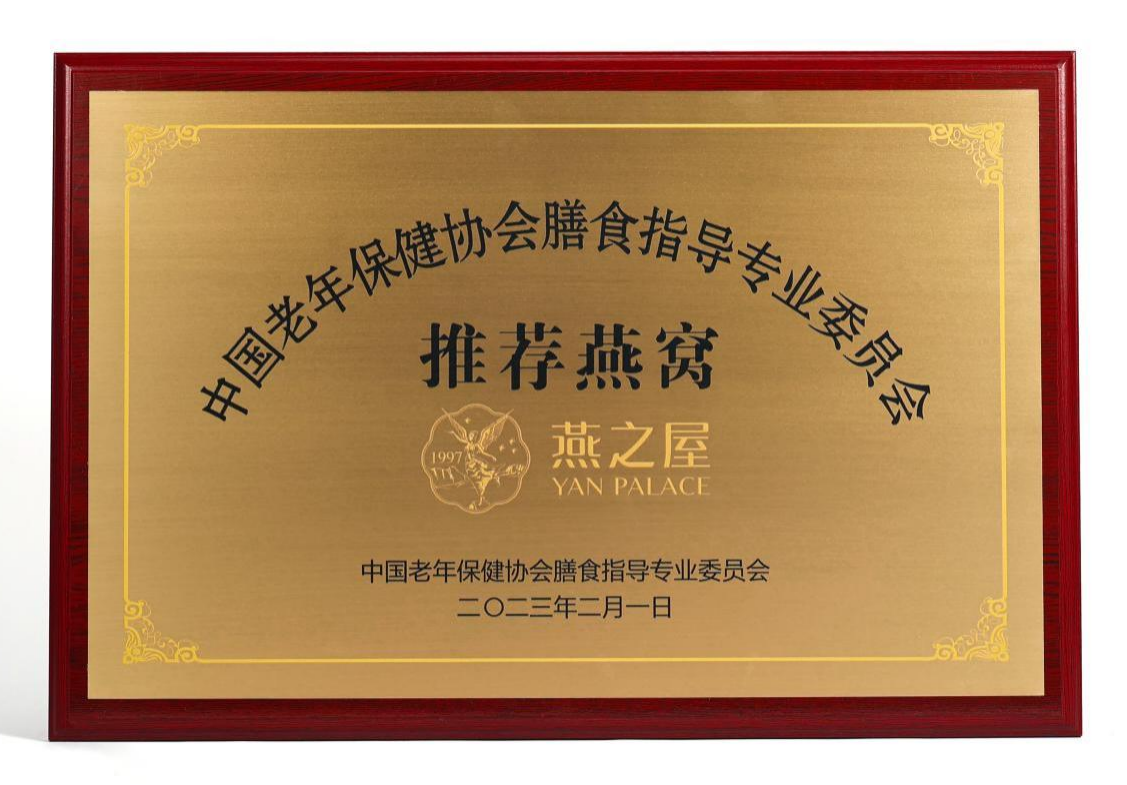 中国老年保健协会膳食指导专业委员会
推荐燕窝
1997
燕之屋
YAN PALACE
中国老年保健协会膳食指导专业委员会
二〇二三年二月一日